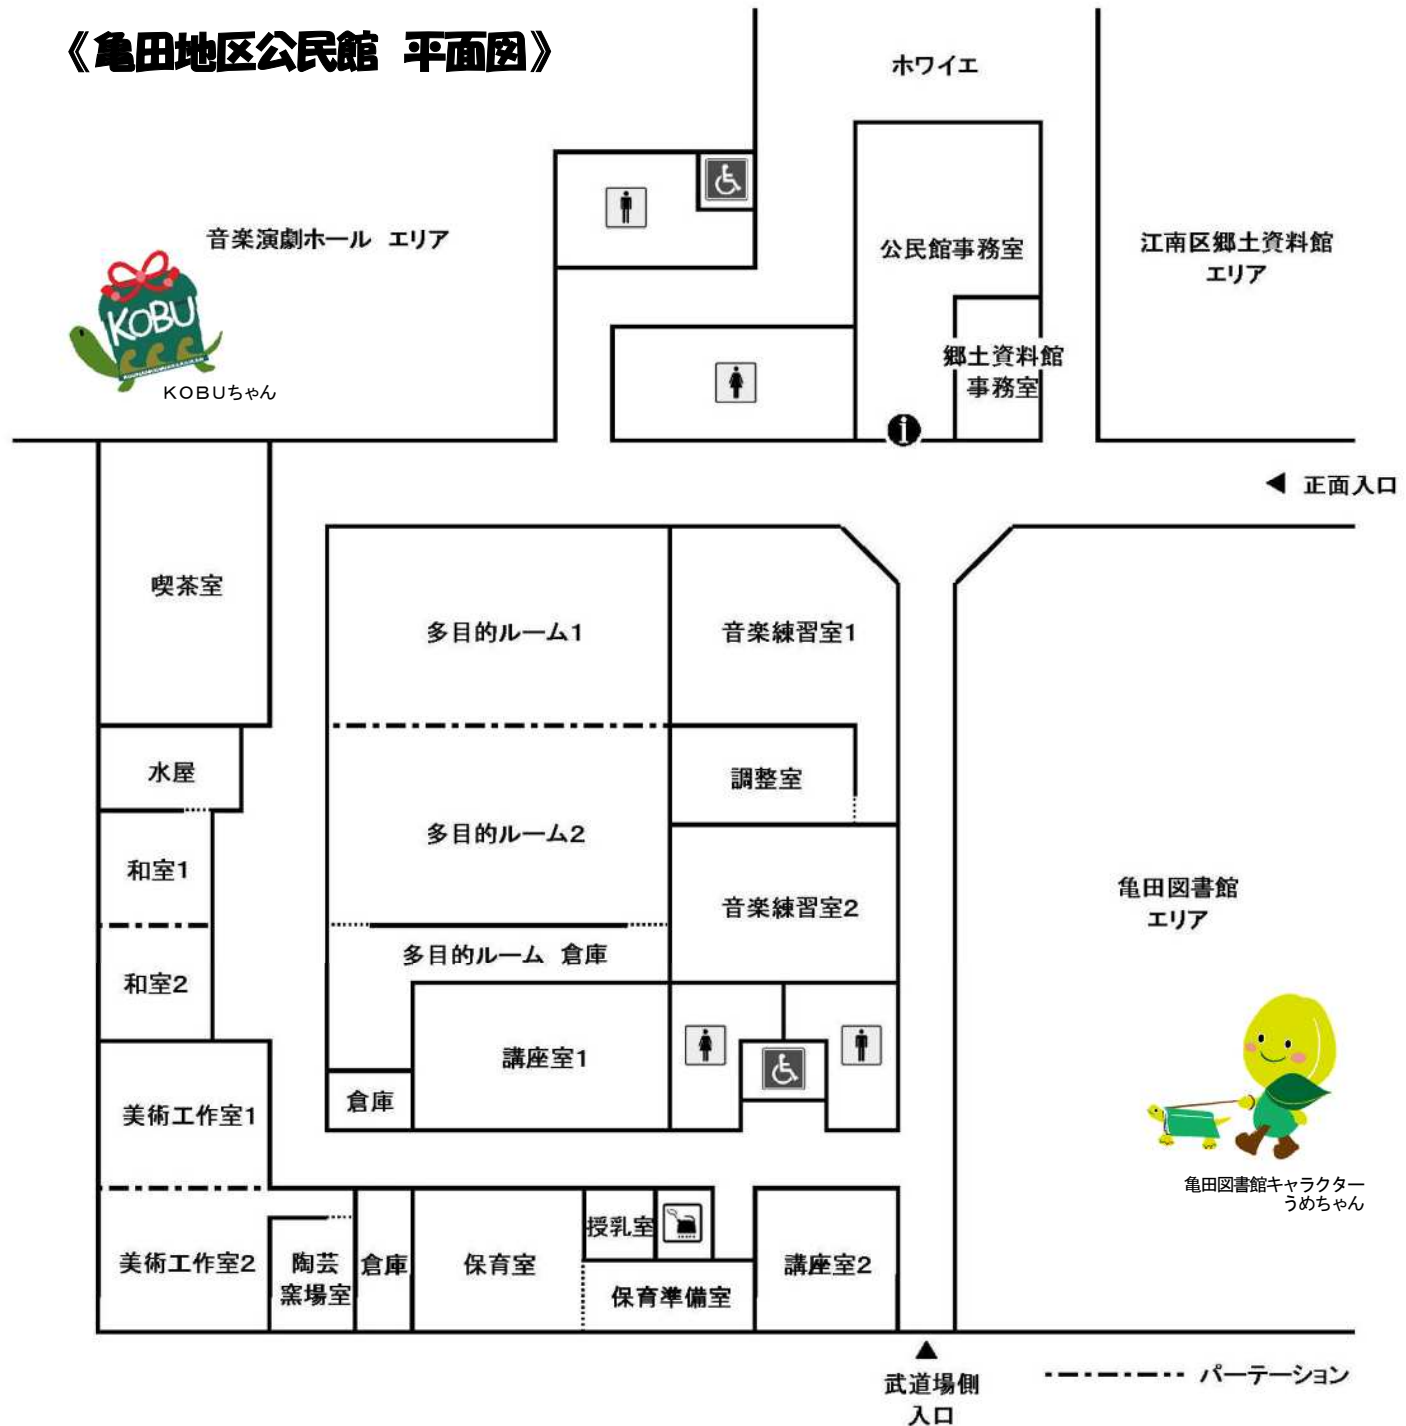 《亀田地区公民館 平面図》
ホワイエ
音楽演劇ホール エリア
公民館事務室
江南区郷土資料館
エリア
KOBU
KOBUちゃん
郷土資料館
事務室
i
正面入口
喫茶室
多目的ルーム1
音楽練習室1
水屋
調整室
多目的ルーム2
和室1
音楽練習室2
亀田図書館
エリア
多目的ルーム 倉庫
和室2
講座室1
倉庫
美術工作室1
亀田図書館キャラクター
うめちゃん
授乳室
美術工作室2
陶芸
窯場室
倉庫
保育室
保育準備室
講座室2
武道場側
入口
パーテーション